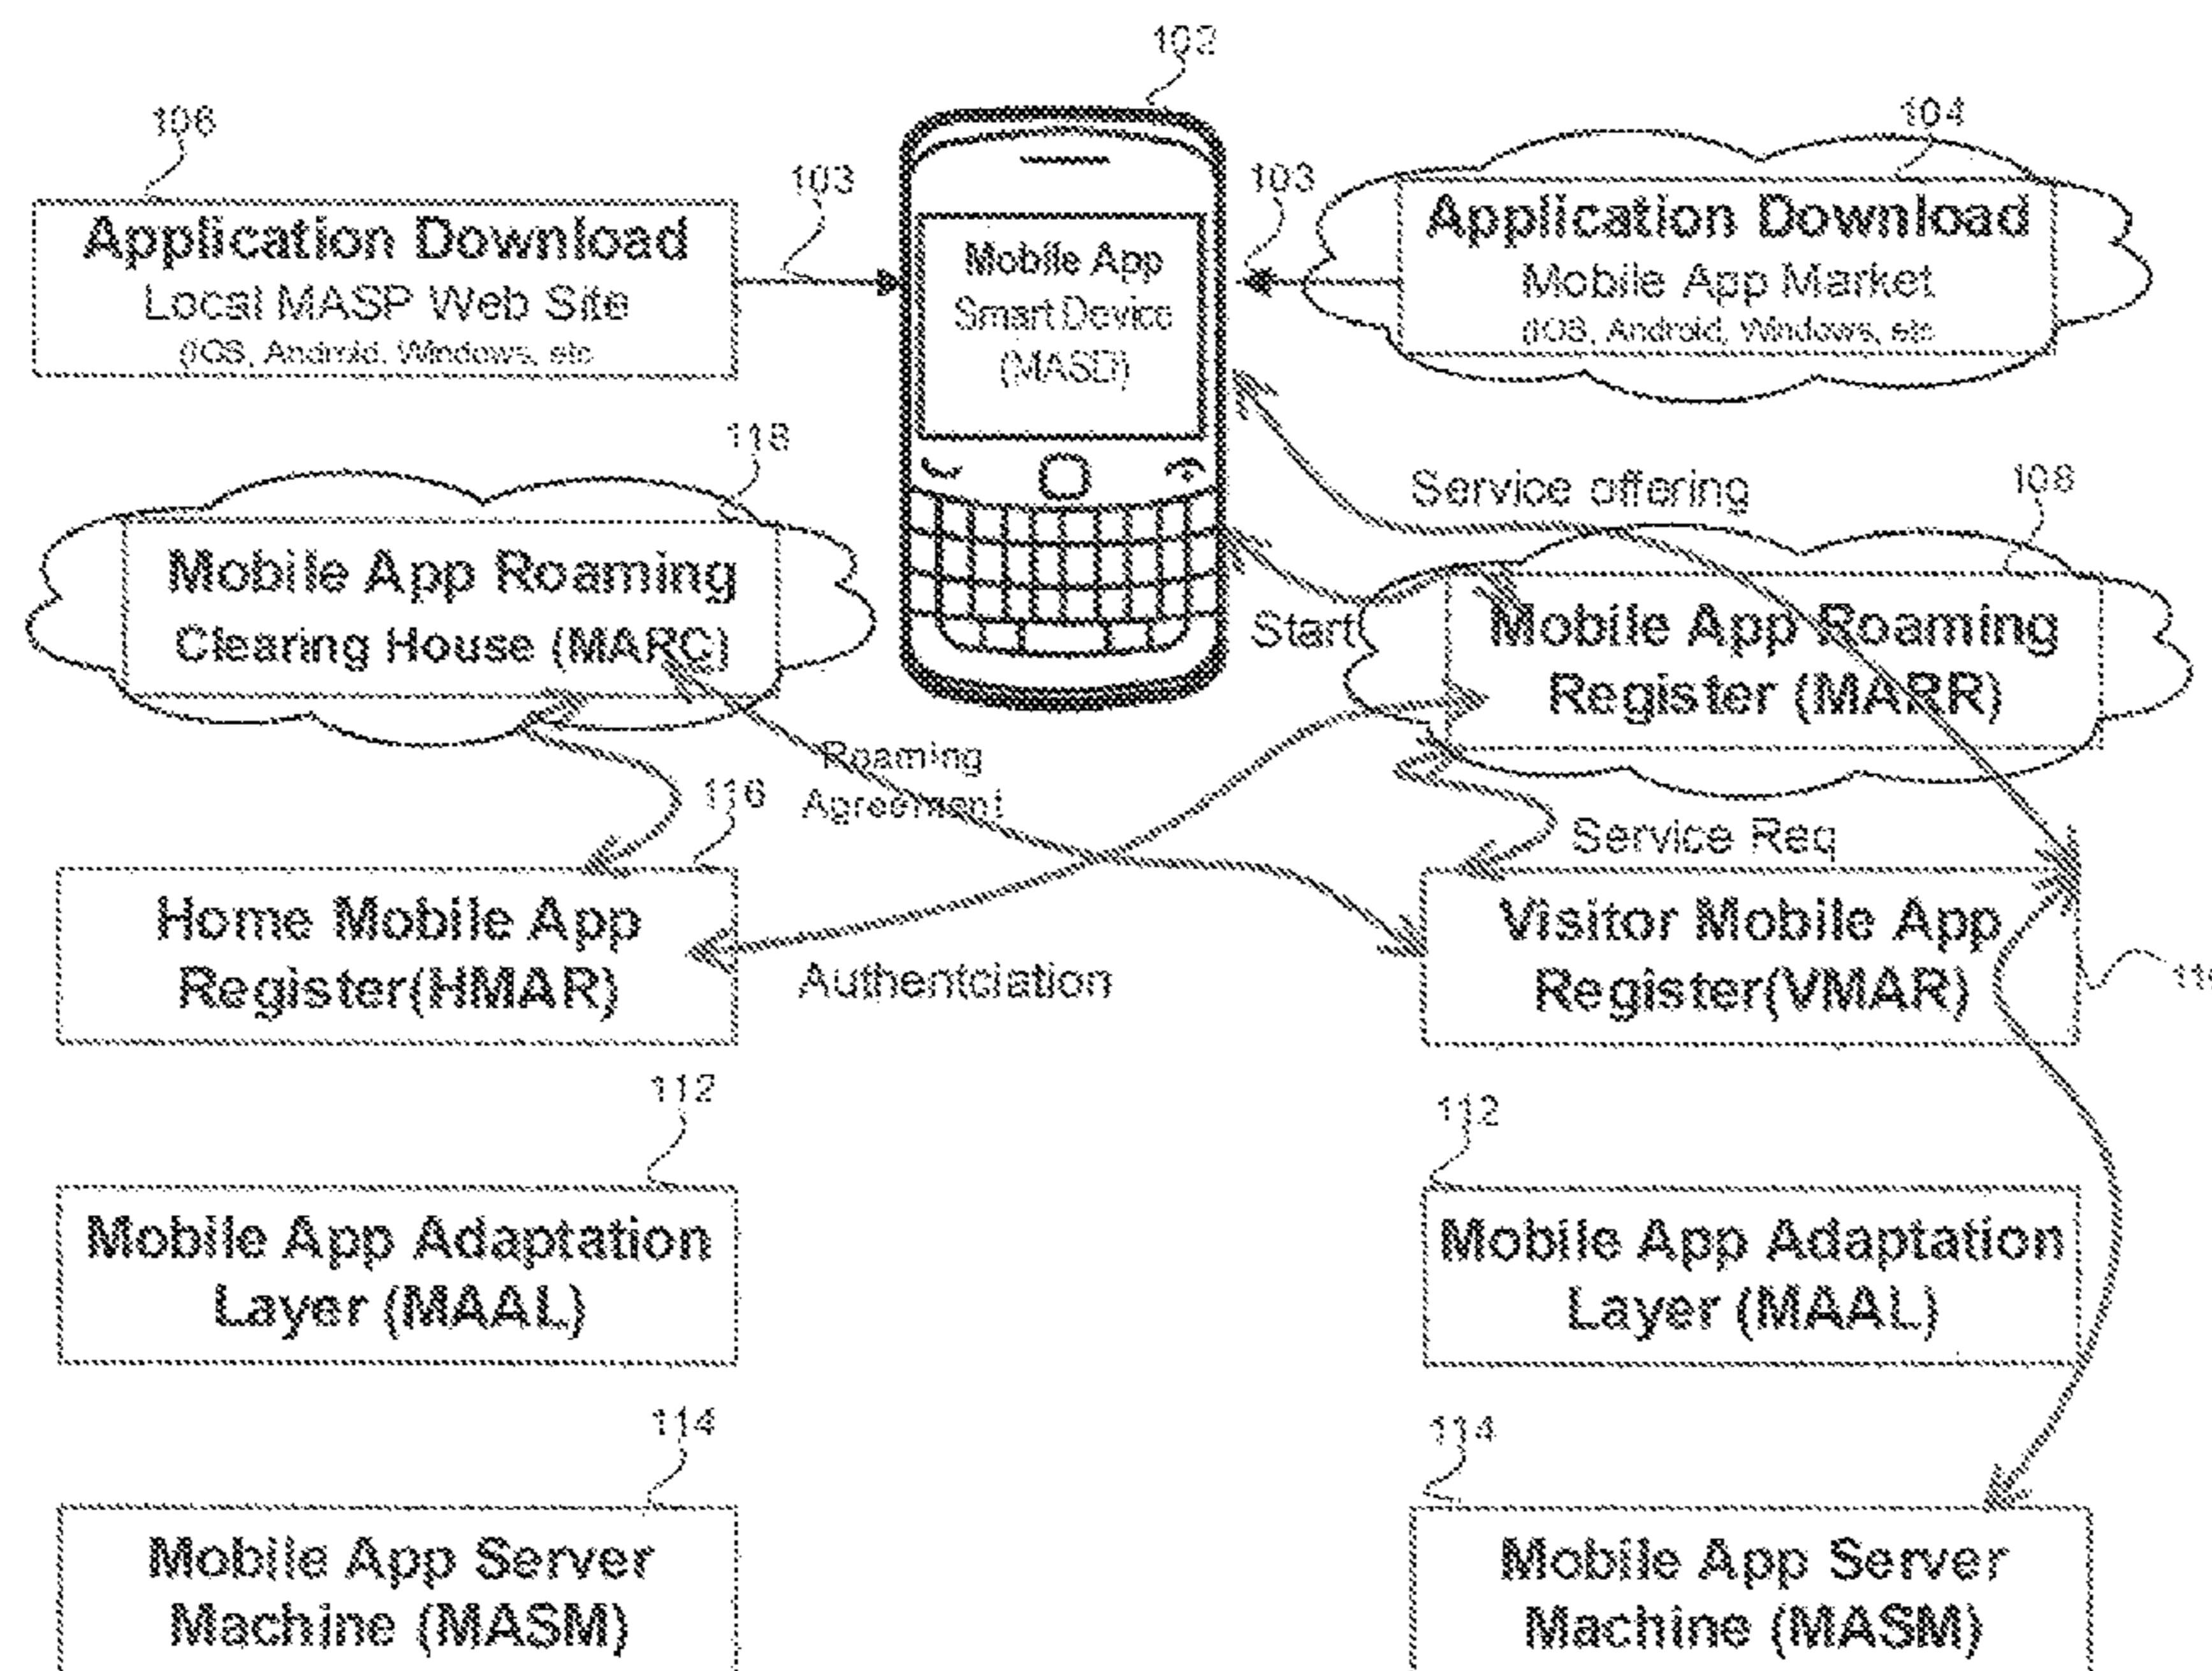 102
106
104
103
103
Application Download
Local MASP Web Site
(iOS, Android, Windows, etc
Mobile App
Smart Device
(MASD)
Application Download
Mobile App Market
(iOS, Android, Windows, etc
118
Service offering
108
Mobile App Roaming
Clearing House (MARC)
Start
Mobile App Roaming
Register (MARR)
Roaming
Agreement
116
Service Req
Home Mobile App
Register(HMAR)
Authentciation
Visitor Mobile App
Register(VMAR)
112
112
Mobile App Adaptation
Layer (MAAL)
Mobile App Adaptation
Layer (MAAL)
114
114
Mobile App Server
Machine (MASM)
Mobile App Server
Machine (MASM)